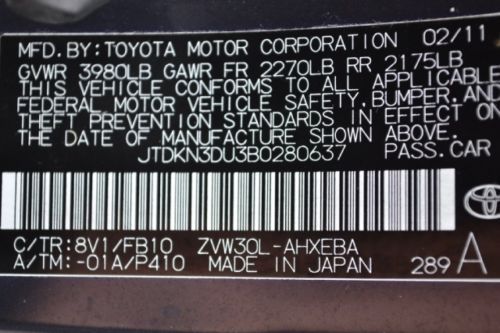 MFD. BY: TOYOTA MOTOR CORPORATION 02/11
GVWR 3980LB GAWR FR 2270LB RR 2175LB
THIS VEHICLE CONFORMS TO ALL APPLICABLE
FEDERAL MOTOR VEHICLE SAFETY, BUMPER, AND
THEFT PREVENTION STANDARDS IN EFFECT ON
THE DATE OF MANUFACTURE SHOWN ABOVE.
JTDKN3DU3B0280637 PASS.CAR
C/TR:8V1/FB10 ZVW30L-AHXEBA
A/TM:-01A/P410 MADE IN JAPAN 289 A